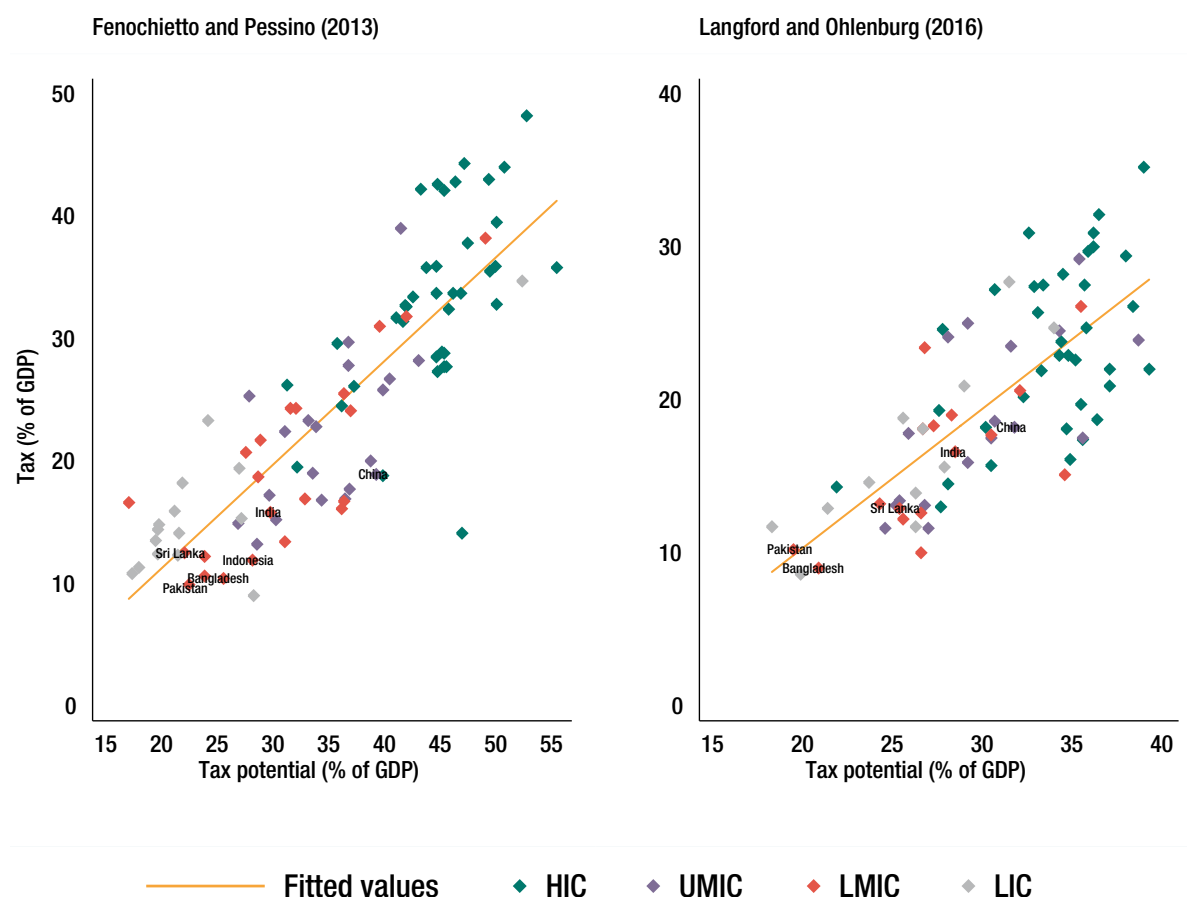 Fenochietto and Pessino (2013)
Langford and Ohlenburg (2016)
Tax (% of GDP)
50
40
30
20
10
0
China
India
Sri Lanka
Indonesia
Bangladesh
Pakistan
15 20 25 30 35 40 45 50 55
Tax potential (% of GDP)
40
30
20
10
0
China
India
Sri Lanka
Pakistan
Bangladesh
15 20 25 30 35 40
Tax potential (% of GDP)
Fitted values HIC UMIC LMIC LIC